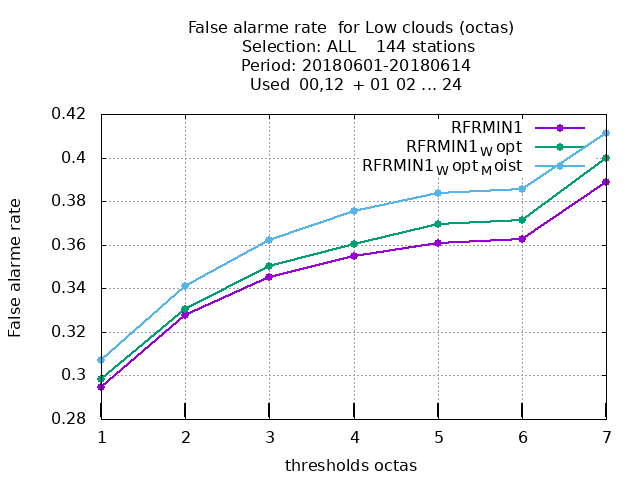 False alarme rate  for Low clouds (octas)
Selection: ALL    144 stations
Period: 20180601-20180614
Used  00,12  + 01 02 ... 24
0.42
0.4
0.38
0.36
0.34
0.32
0.3
0.28
False alarme rate
RFRMIN1
RFRMIN1Wopt
RFRMIN1WoptMoist
1 2 3 4 5 6 7
thresholds octas